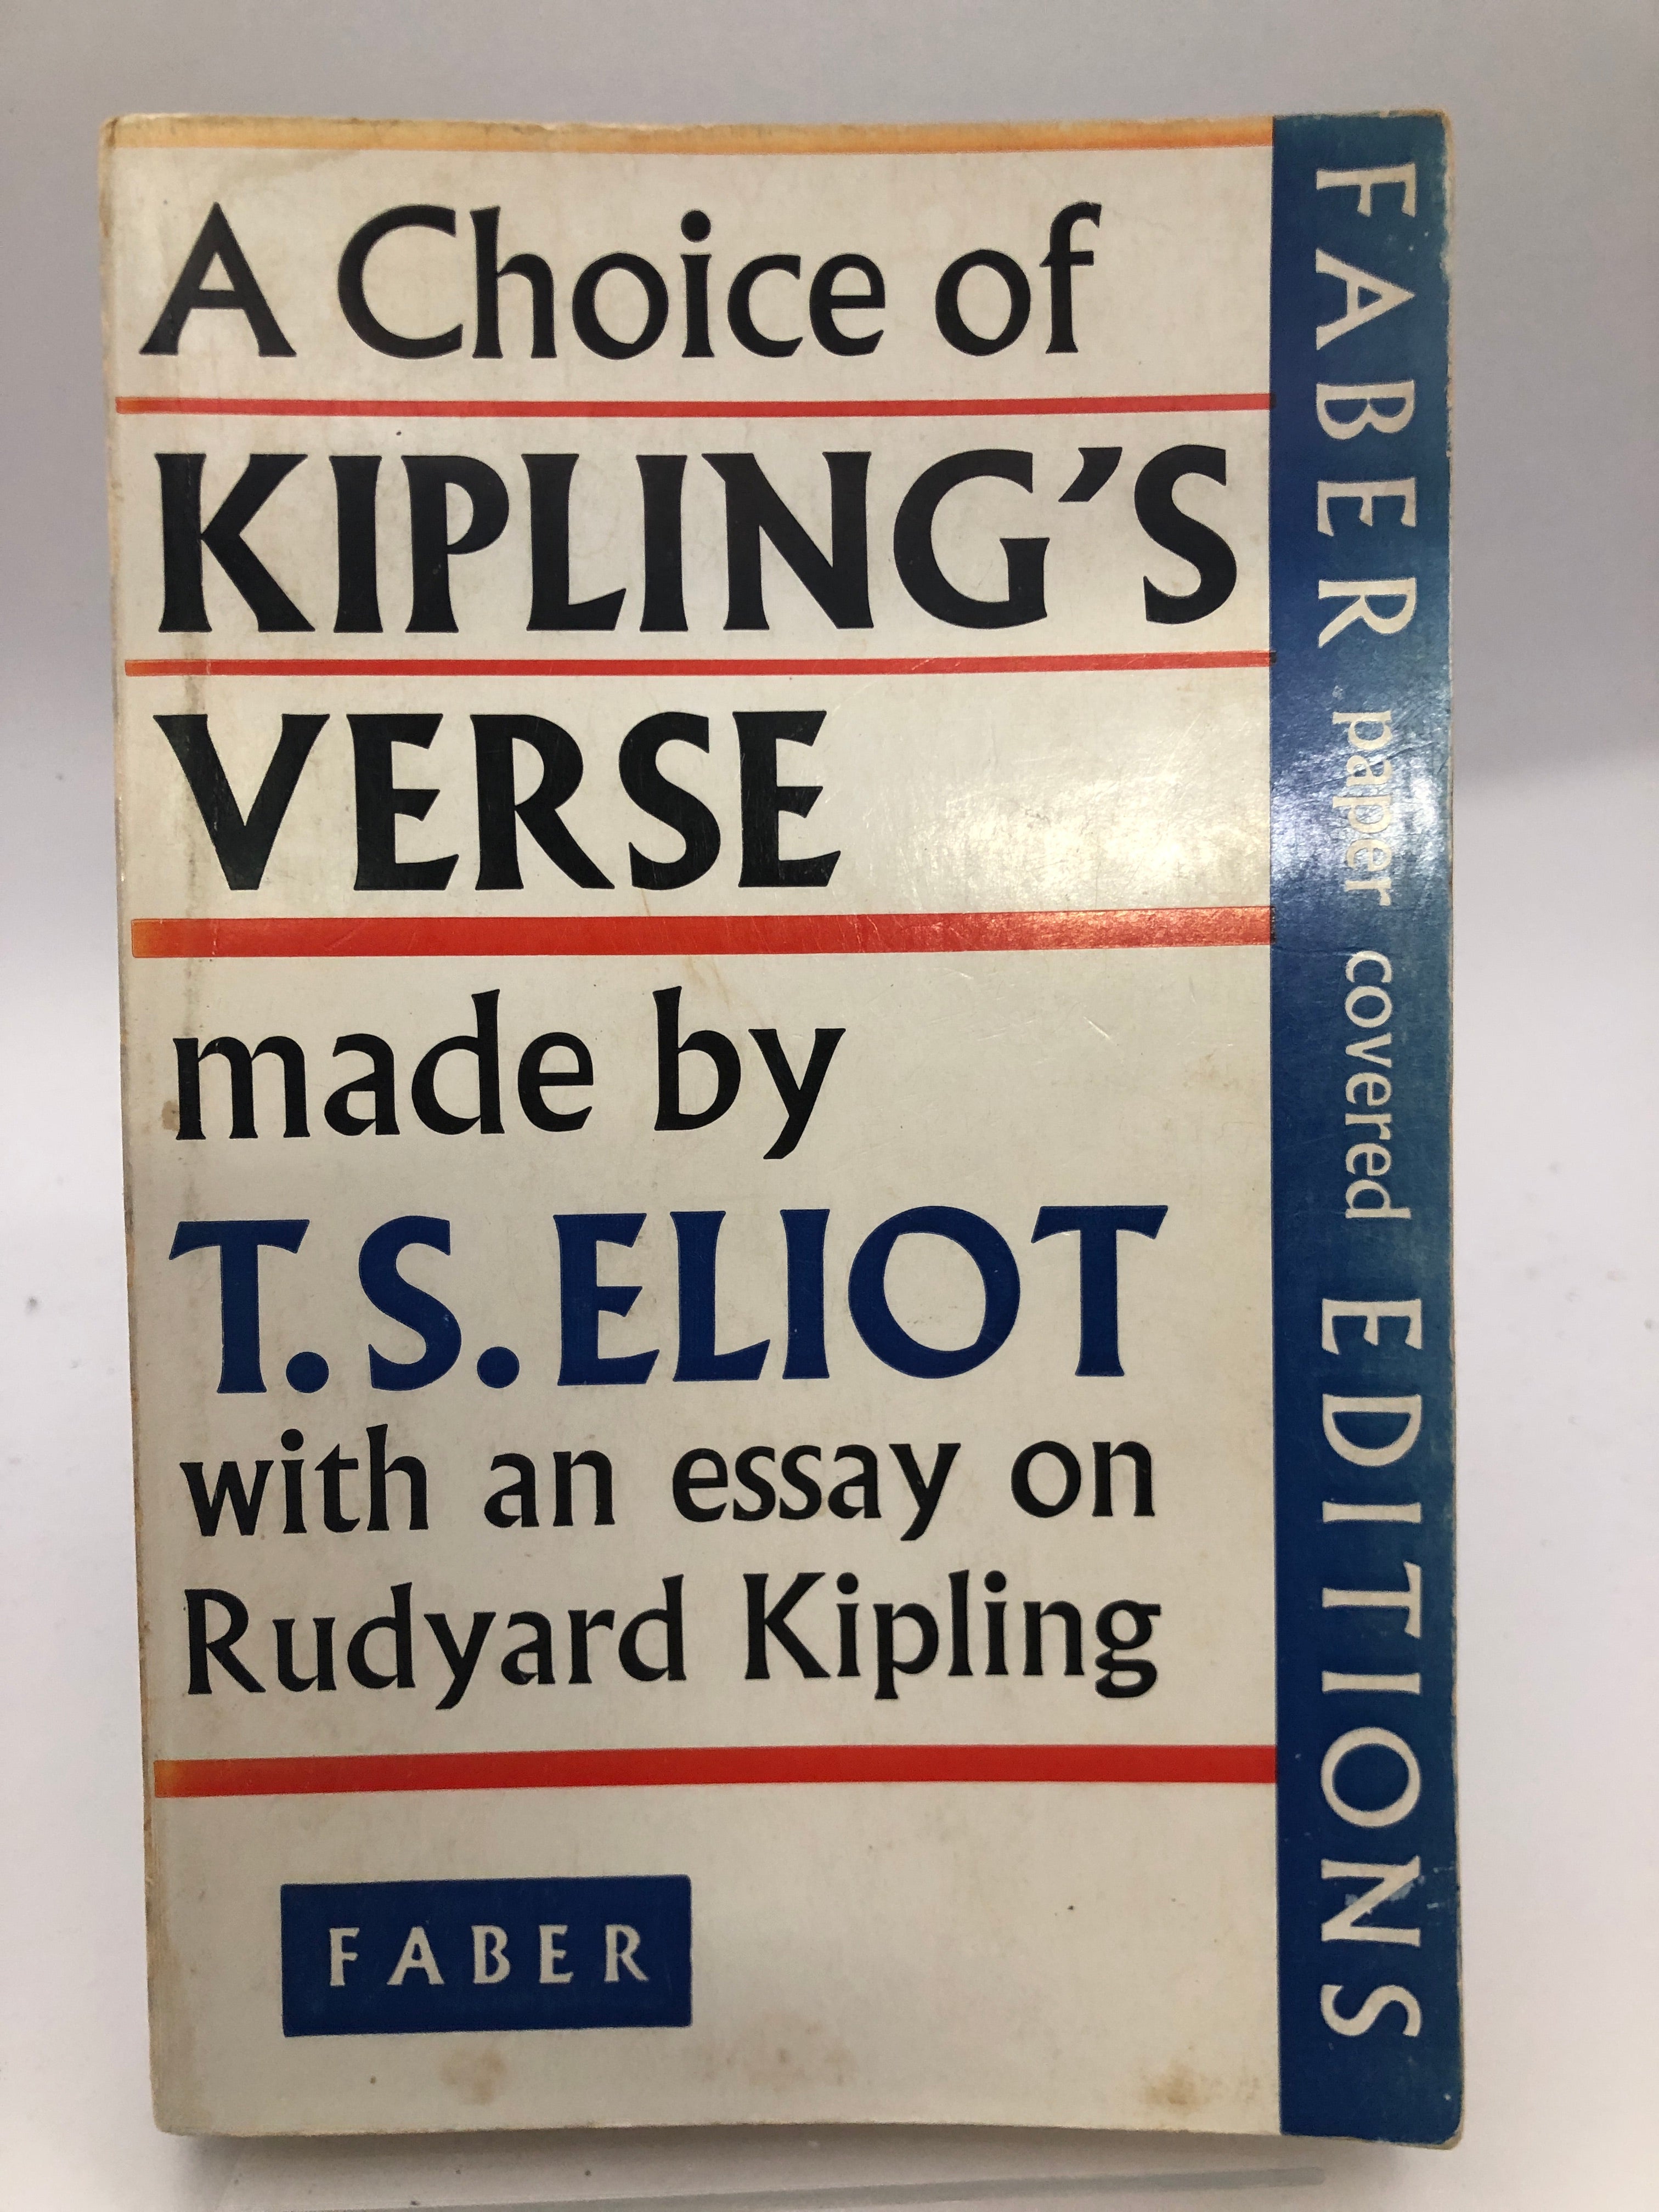 A Choice of
KIPLING'S
VERSE
made by
T.S.ELIOT
with an essay on
Rudyard Kipling
FABER
FABER paper covered EDITIONS